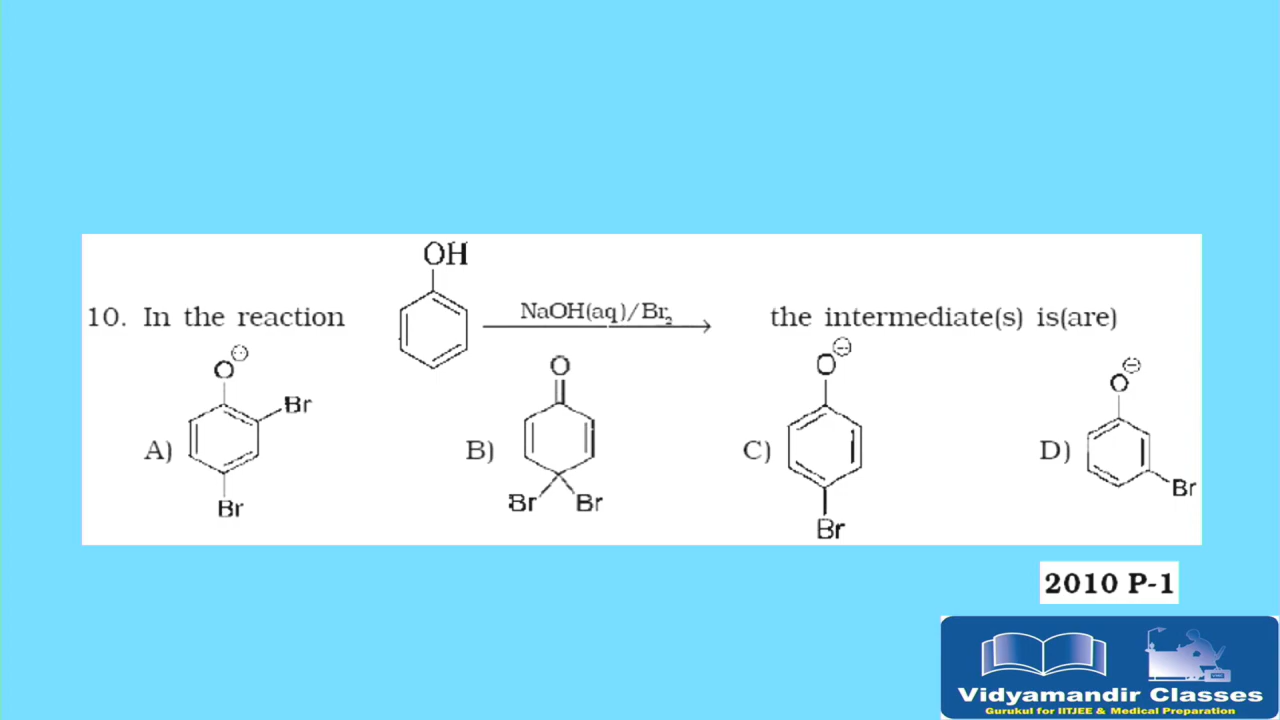 OH
10. In the reaction NaOH(aq)/Br₂ the intermediate(s) is(are)
A) O⊖ Br Br
B) O Br Br
C) O⊖ Br
D) O⊖ Br
2010 P-1
Vidyamandir Classes
Gurukul for IITJEE & Medical Preparation